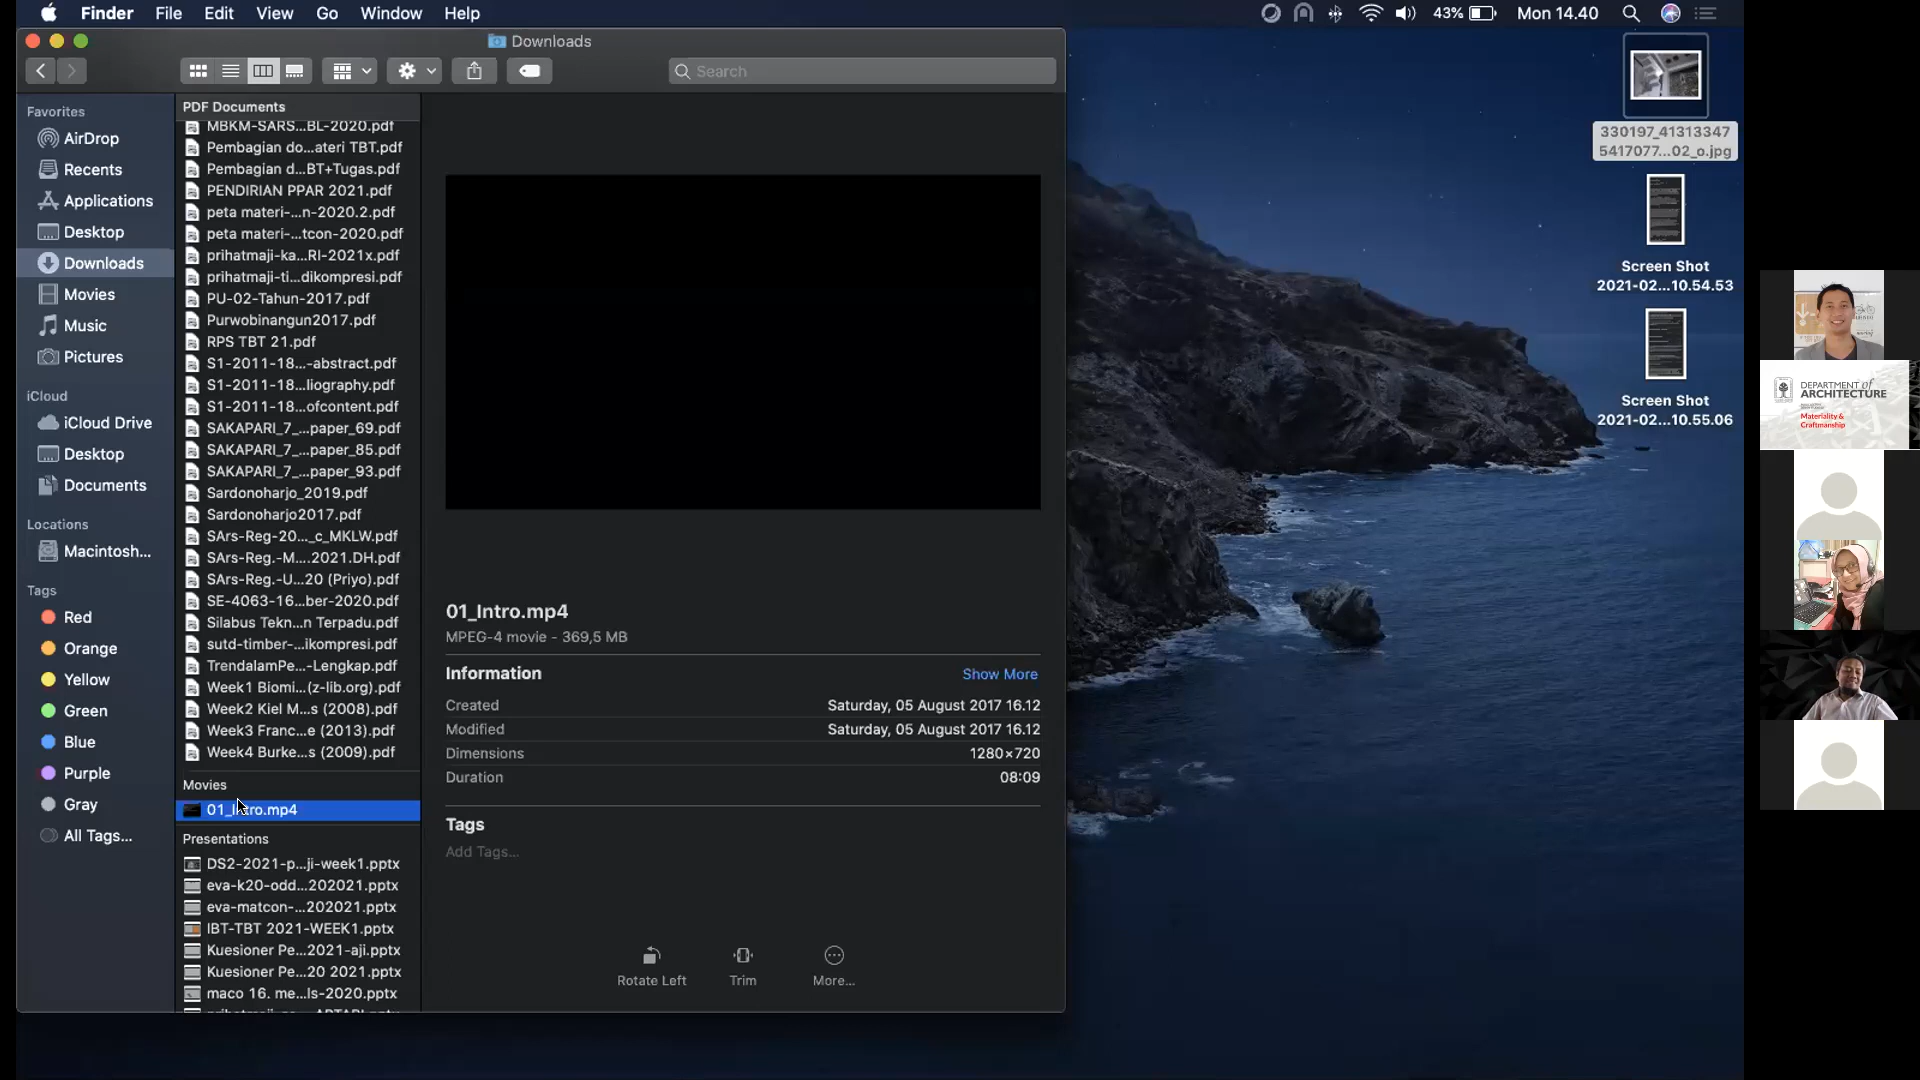 Finder File Edit View Go Window Help
43% Mon 14.40
Downloads
Search
Favorites
AirDrop
Recents
Applications
Desktop
Downloads
Movies
Music
Pictures
iCloud
iCloud Drive
Desktop
Documents
Locations
Macintosh...
Tags
Red
Orange
Yellow
Green
Blue
Purple
Gray
All Tags...
PDF Documents
MBKM-SARS...BL-2020.pdf
Pembagian do...ateri TBT.pdf
Pembagian d...BT+Tugas.pdf
PENDIRIAN PPAR 2021.pdf
peta materi-...n-2020.2.pdf
peta materi-...tcon-2020.pdf
prihatmaji-ka...RI-2021x.pdf
prihatmaji-ti...dikompresi.pdf
PU-02-Tahun-2017.pdf
Purwobinangun2017.pdf
RPS TBT 21.pdf
S1-2011-18...-abstract.pdf
S1-2011-18...liography.pdf
S1-2011-18...ofcontent.pdf
SAKAPARI_7_...paper_69.pdf
SAKAPARI_7_...paper_85.pdf
SAKAPARI_7_...paper_93.pdf
Sardonoharjo_2019.pdf
Sardonoharjo2017.pdf
SArs-Reg-20..._c_MKLW.pdf
SArs-Reg.-M....2021.DH.pdf
SArs-Reg.-U...20 (Priyo).pdf
SE-4063-16...ber-2020.pdf
Silabus Tekn...n Terpadu.pdf
sutd-timber-...ikompresi.pdf
TrendalamPe...-Lengkap.pdf
Week1 Biomi...(z-lib.org).pdf
Week2 Kiel M...s (2008).pdf
Week3 Franc...e (2013).pdf
Week4 Burke...s (2009).pdf
Movies
01_Intro.mp4
Presentations
DS2-2021-p...ji-week1.pptx
eva-k20-odd...202021.pptx
eva-matcon-...202021.pptx
IBT-TBT 2021-WEEK1.pptx
Kuesioner Pe...2021-aji.pptx
Kuesioner Pe...20 2021.pptx
maco 16. me...ls-2020.pptx
01_Intro.mp4
MPEG-4 movie - 369,5 MB
Information Show More
Created Saturday, 05 August 2017 16.12
Modified Saturday, 05 August 2017 16.12
Dimensions 1280×720
Duration 08:09
Tags
Add Tags...
Rotate Left Trim More...
330197_41313347
5417077...02_o.jpg
Screen Shot
2021-02...10.54.53
Screen Shot
2021-02...10.55.06
DEPARTMENT of
ARCHITECTURE
Materiality &
Craftmanship